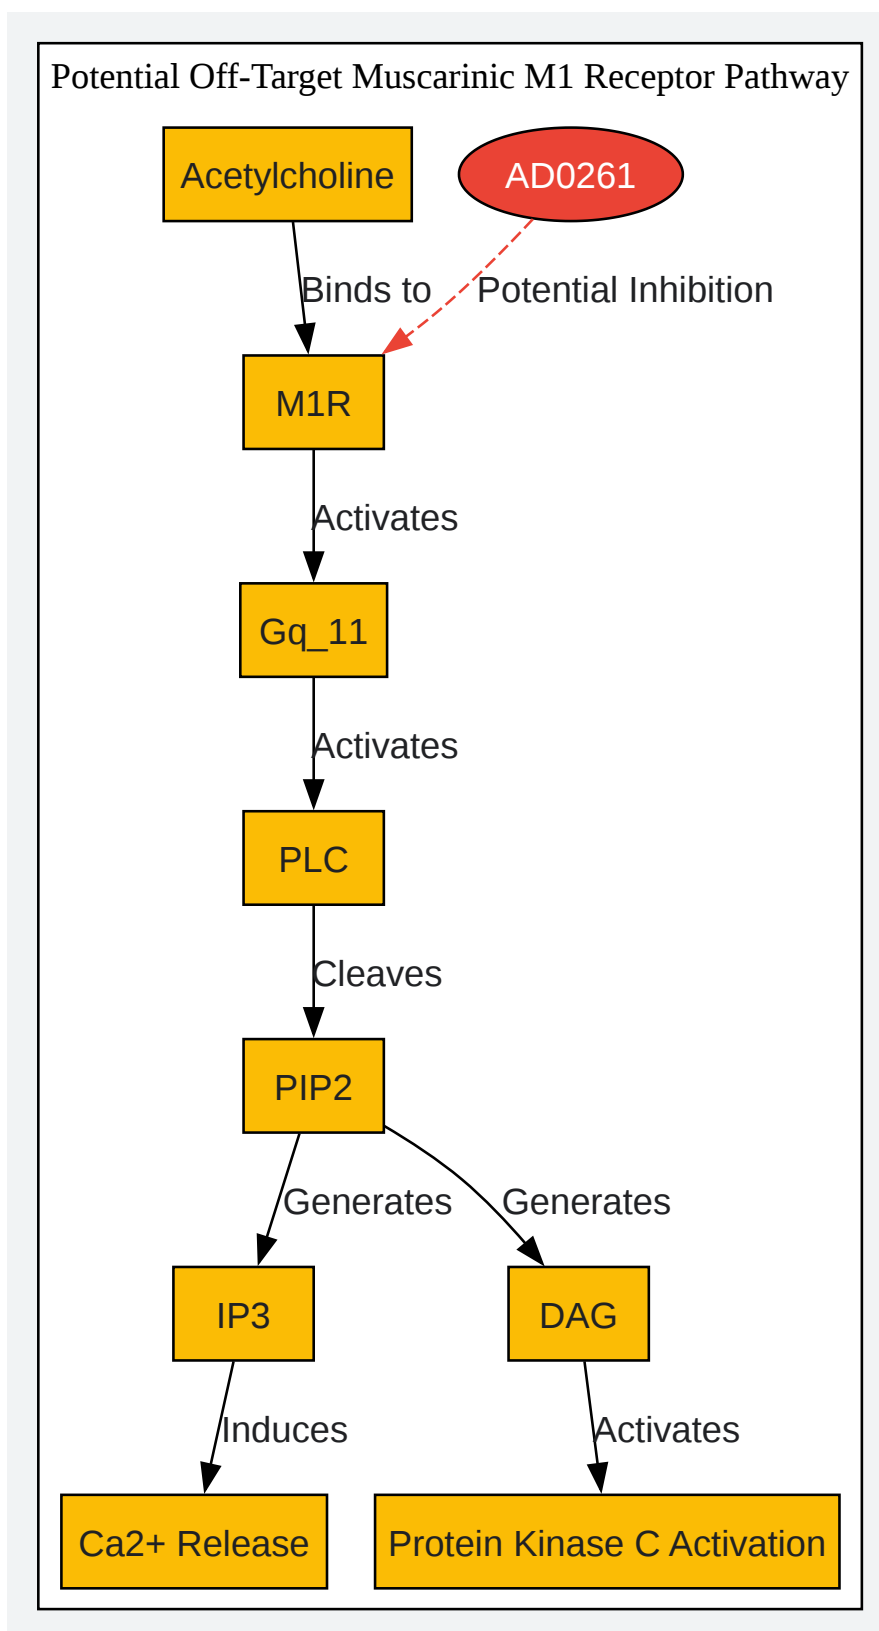 Potential Off-Target Muscarinic M1 Receptor Pathway
Acetylcholine
AD0261
Binds to
Potential Inhibition
M1R
Activates
Gq_11
Activates
PLC
Cleaves
PIP2
Generates
Generates
IP3
DAG
Induces
Activates
Ca2+ Release
Protein Kinase C Activation